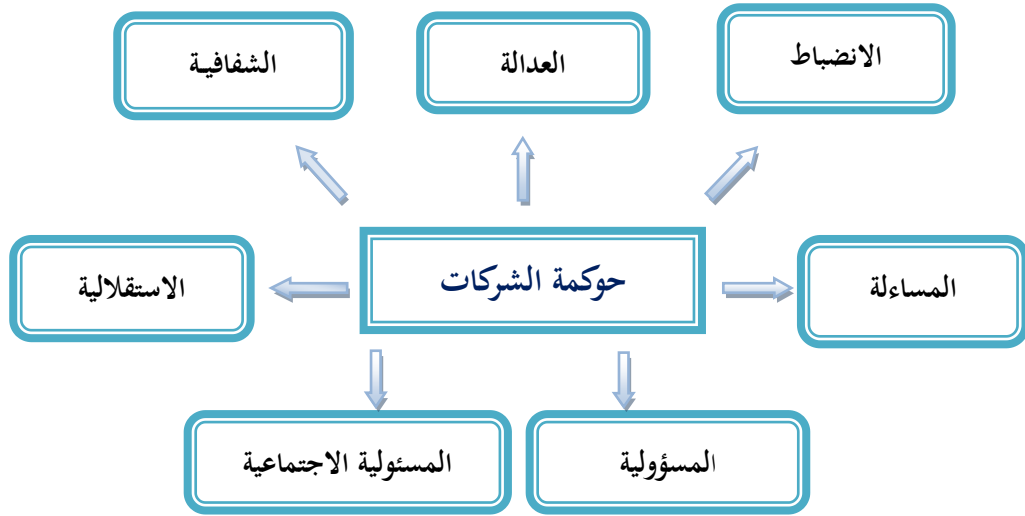 الانضباط
العدالة
الشفافية
حوكمة الشركات
المساءلة
الاستقلالية
المسؤولية
المسئولية الاجتماعية